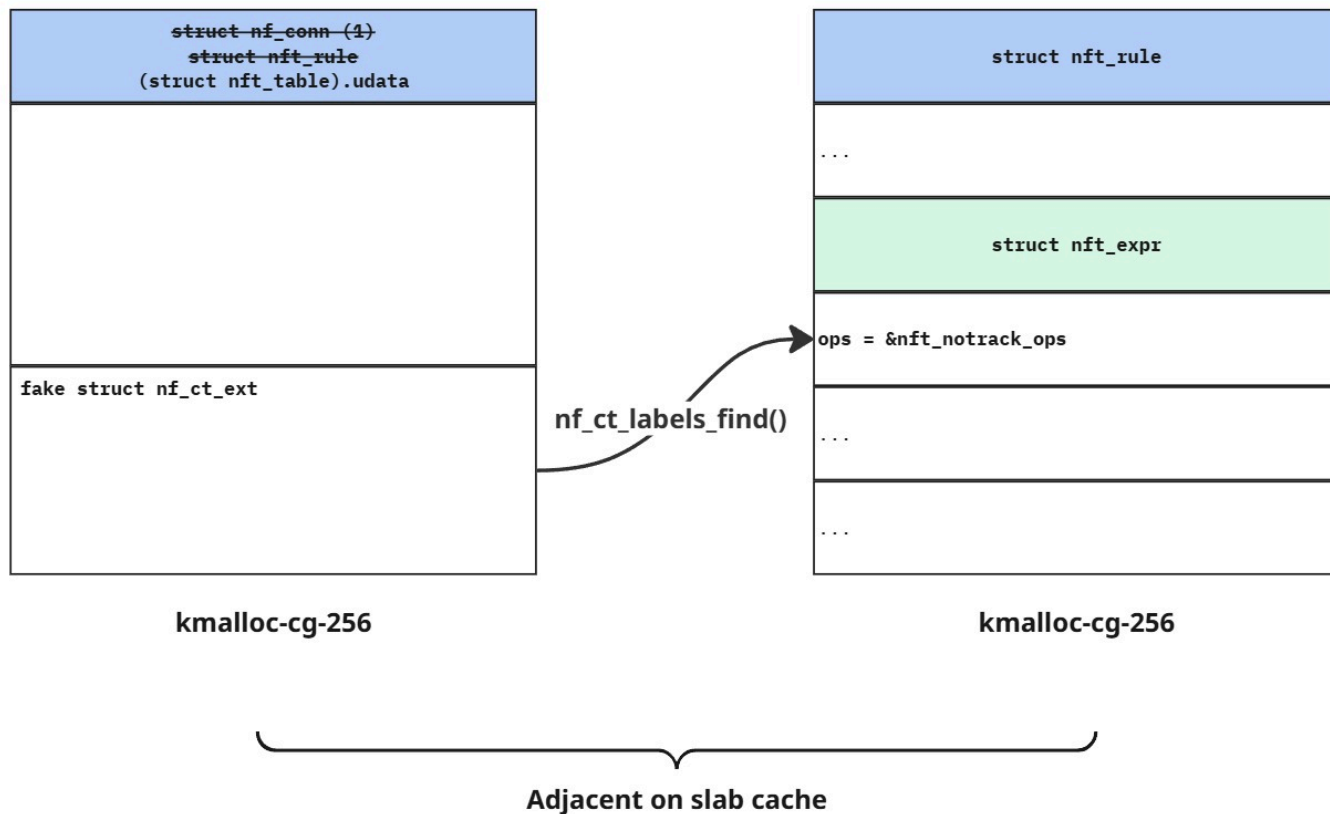 struct nf_conn (1)
struct nft_rule
(struct nft_table).udata
fake struct nf_ct_ext
kmalloc-cg-256
nf_ct_labels_find()
struct nft_rule
...
struct nft_expr
ops = &nft_notrack_ops
...
...
kmalloc-cg-256
Adjacent on slab cache